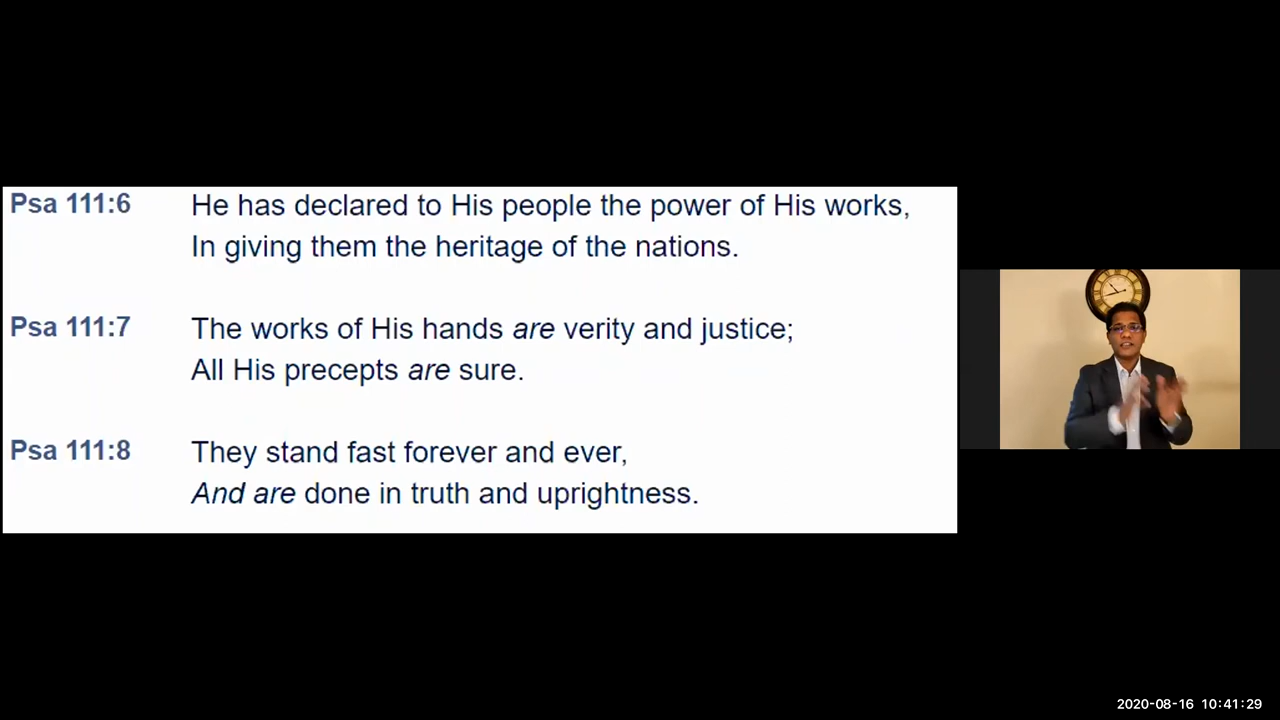 Psa 111:6 He has declared to His people the power of His works,
In giving them the heritage of the nations.
Psa 111:7 The works of His hands are verity and justice;
All His precepts are sure.
Psa 111:8 They stand fast forever and ever,
And are done in truth and uprightness.
2020-08-16 10:41:29